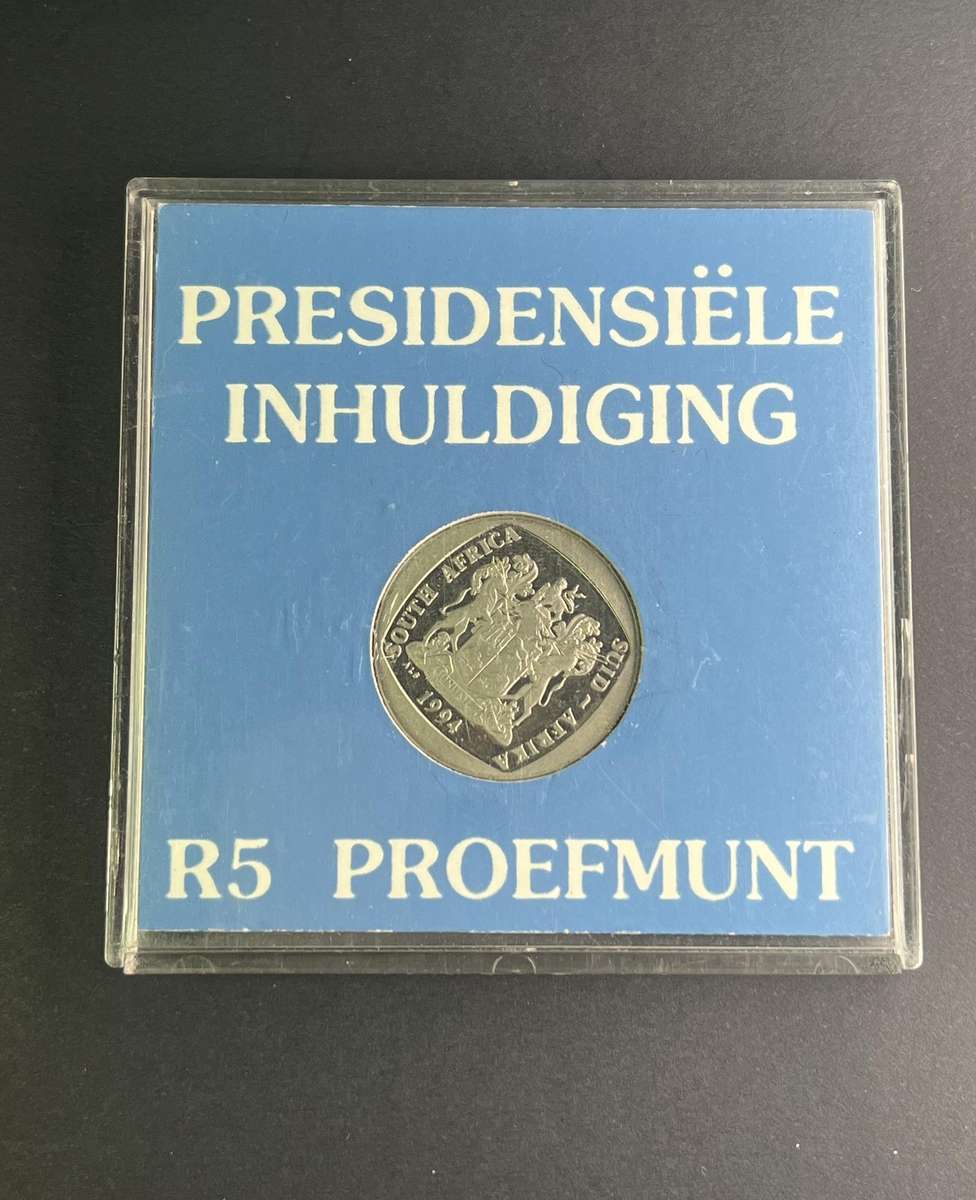 PRESIDENSIËLE
INHULDIGING
SOUTH AFRICA
SUID - AFRIKA
1994
R5 PROEFMUNT